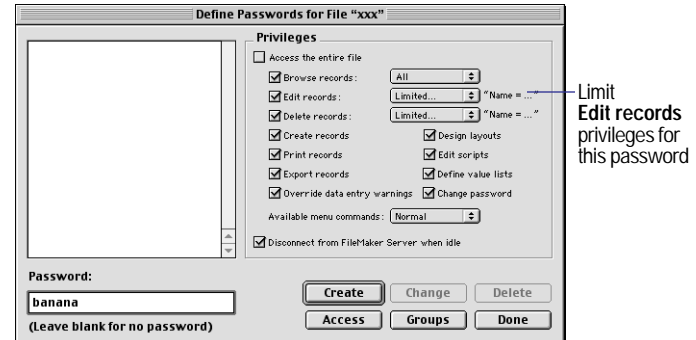 Define Passwords for File “xxx”
Privileges
Access the entire file
Browse records: All
Edit records: Limited... “Name = ...”
Delete records: Limited... “Name = ...”
Create records Design layouts
Print records Edit scripts
Export records Define value lists
Override data entry warnings Change password
Available menu commands: Normal
Disconnect from FileMaker Server when idle
Password:
banana
(Leave blank for no password)
Create Change Delete
Access Groups Done
Limit
Edit records
privileges for
this password